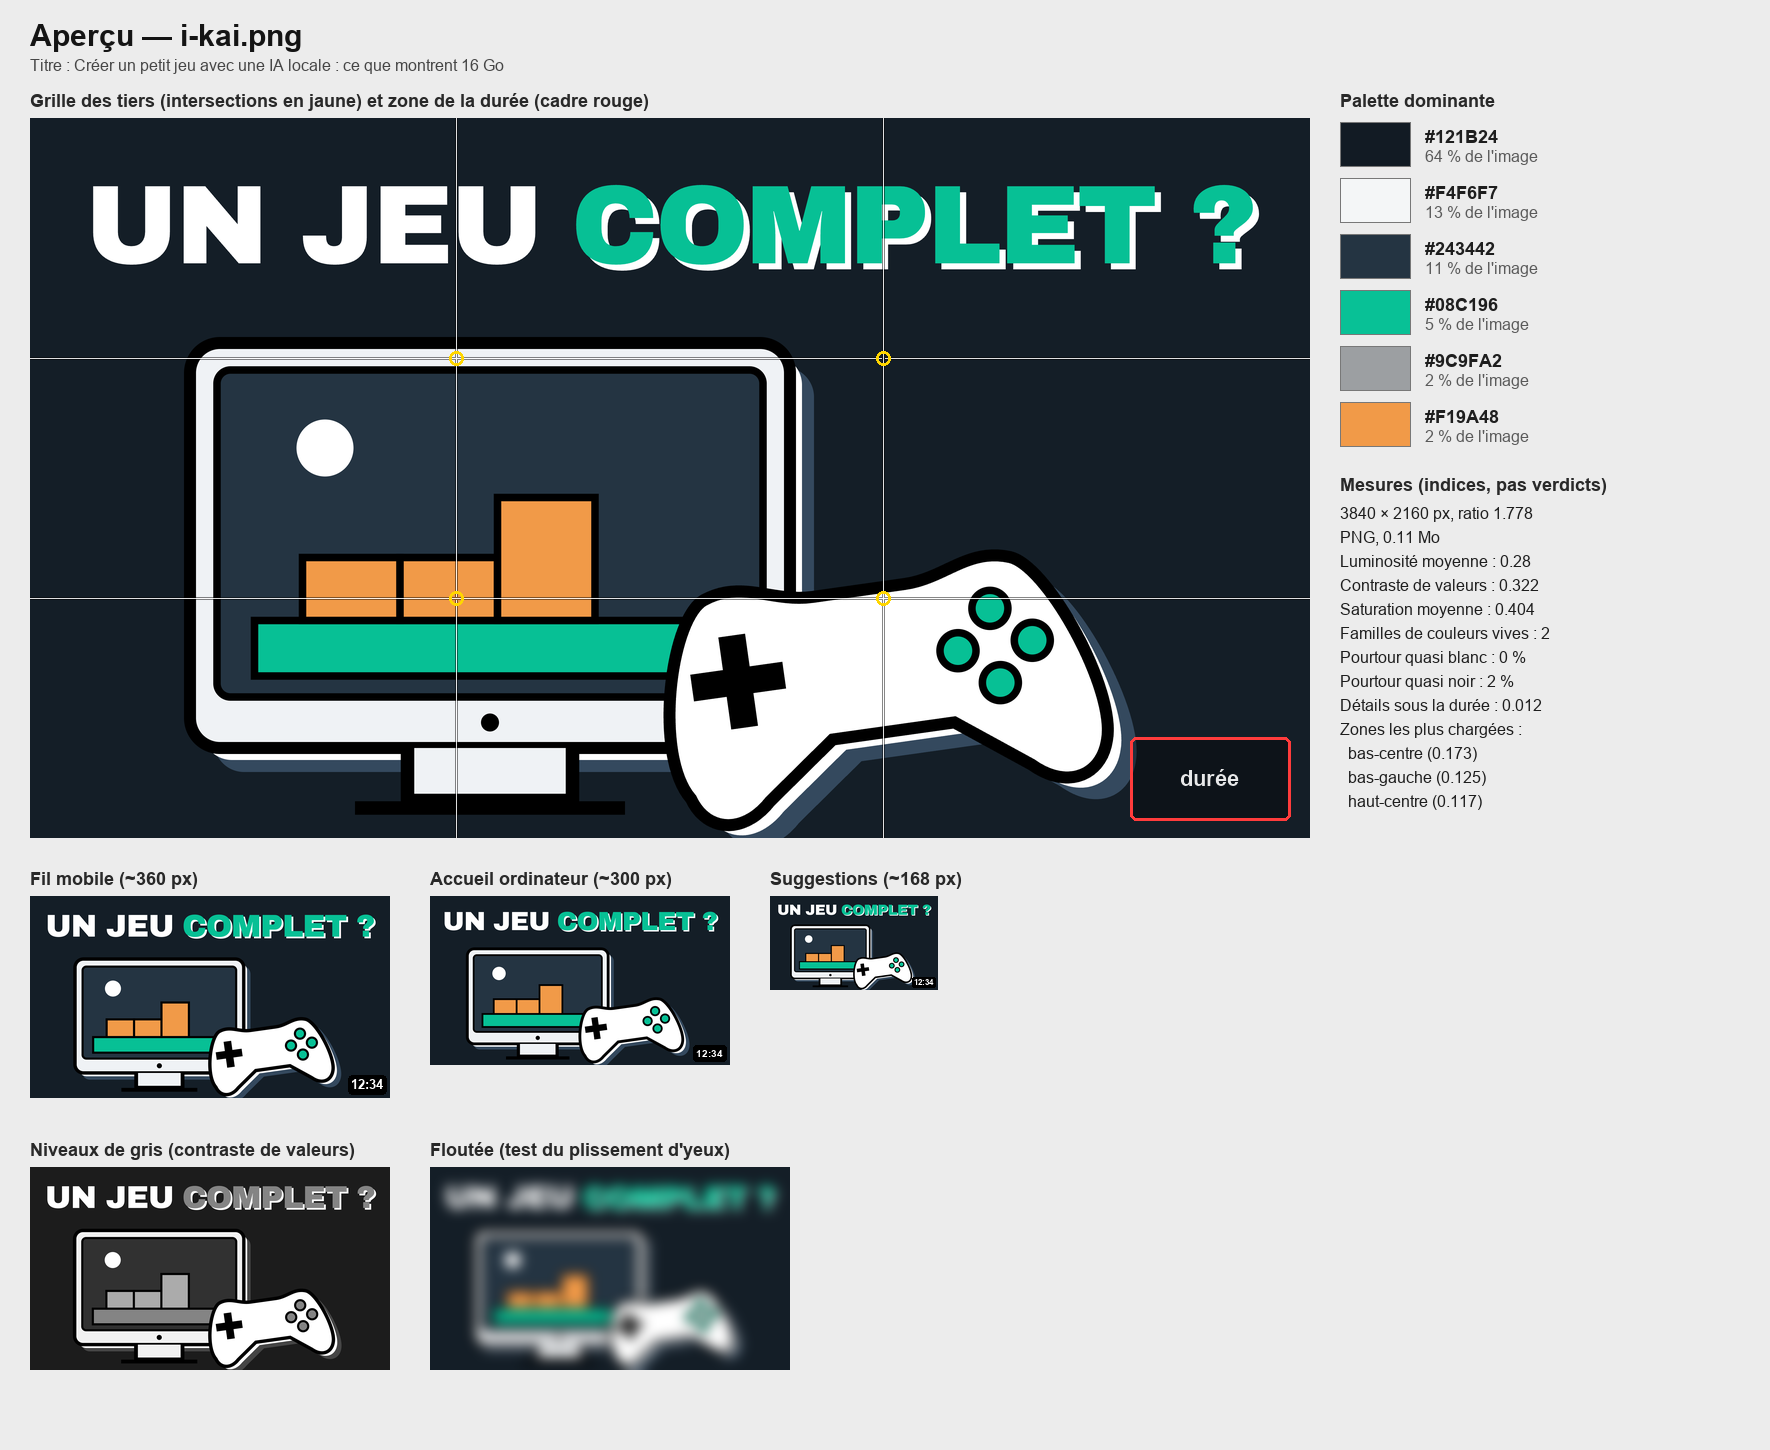 Aperçu — i-kai.png
Titre : Créer un petit jeu avec une IA locale : ce que montrent 16 Go
Grille des tiers (intersections en jaune) et zone de la durée (cadre rouge)
UN JEU COMPLET ?
durée
Palette dominante
#121B24
64 % de l'image
#F4F6F7
13 % de l'image
#243442
11 % de l'image
#08C196
5 % de l'image
#9C9FA2
2 % de l'image
#F19A48
2 % de l'image
Mesures (indices, pas verdicts)
3840 × 2160 px, ratio 1.778
PNG, 0.11 Mo
Luminosité moyenne : 0.28
Contraste de valeurs : 0.322
Saturation moyenne : 0.404
Familles de couleurs vives : 2
Pourtour quasi blanc : 0 %
Pourtour quasi noir : 2 %
Détails sous la durée : 0.012
Zones les plus chargées :
bas-centre (0.173)
bas-gauche (0.125)
haut-centre (0.117)
Fil mobile (~360 px)
UN JEU COMPLET ?
12:34
Accueil ordinateur (~300 px)
UN JEU COMPLET ?
12:34
Suggestions (~168 px)
UN JEU COMPLET ?
12:34
Niveaux de gris (contraste de valeurs)
UN JEU COMPLET ?
Floutée (test du plissement d'yeux)
UN JEU COMPLET ?